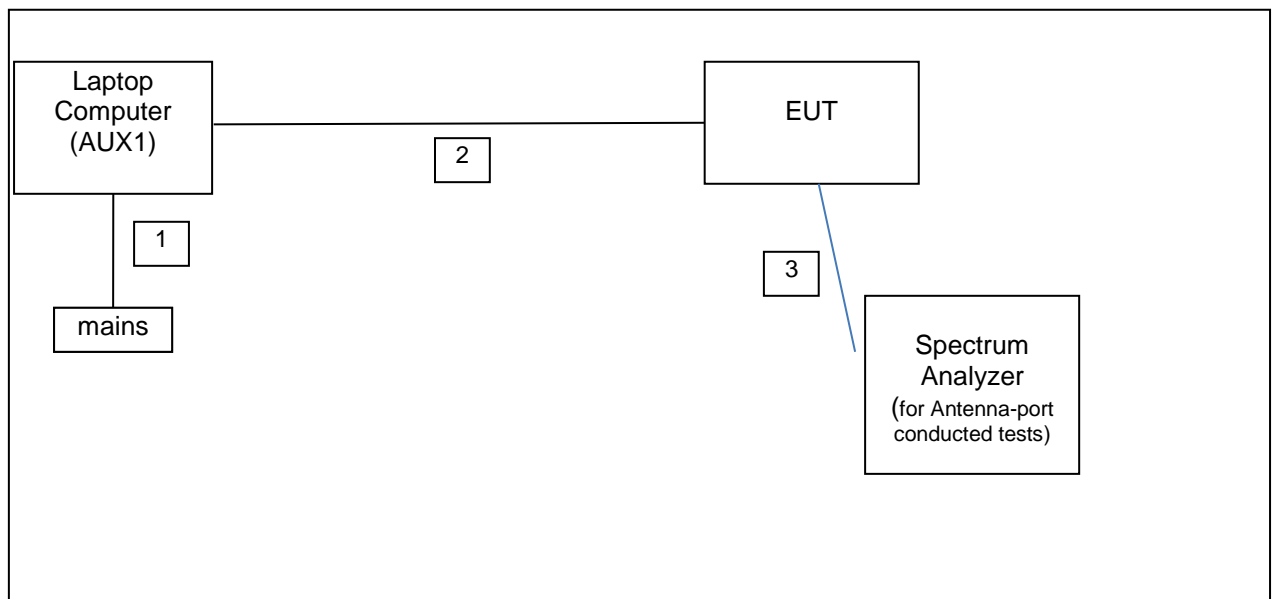 Laptop
Computer
(AUX1)
EUT
2
1
3
mains
Spectrum
Analyzer
(for Antenna-port
conducted tests)